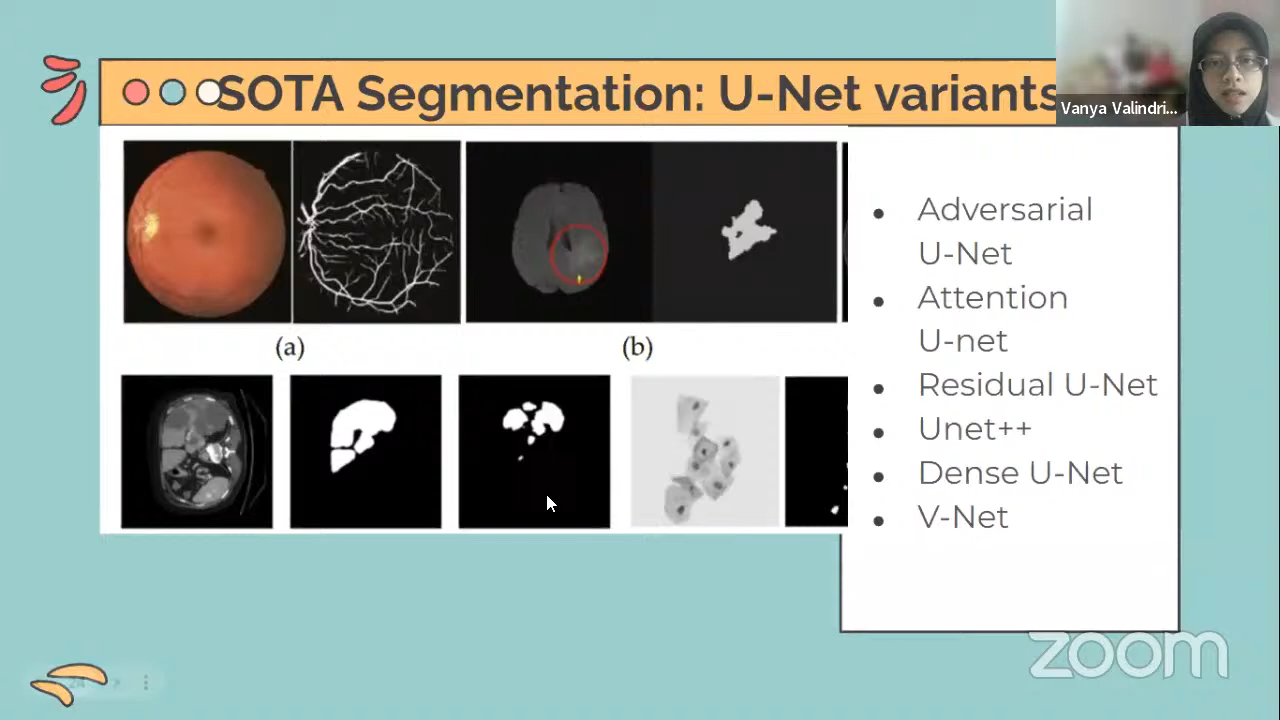 SOTA Segmentation: U-Net variants
Vanya Valindri...
(a)
(b)
• Adversarial
U-Net
• Attention
U-net
• Residual U-Net
• Unet++
• Dense U-Net
• V-Net
zoom